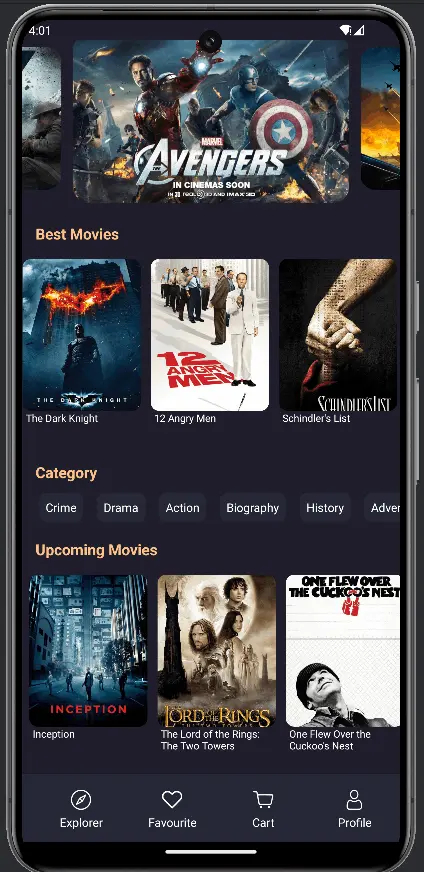 4:01
MARVEL
AVENGERS
IN CINEMAS SOON
Best Movies
THE DARK KNIGHT
12
ANGRY
MEN
SCHINDLER'S LIST
The Dark Knight
12 Angry Men
Schindler's List
Category
Crime
Drama
Action
Biography
History
Adver
Upcoming Movies
ONE FLEW OVER
THE CUCKOO'S NEST
INCEPTION
THE LORD OF THE RINGS
THE TWO TOWERS
Inception
The Lord of the Rings:
The Two Towers
One Flew Over the
Cuckoo's Nest
Explorer
Favourite
Cart
Profile